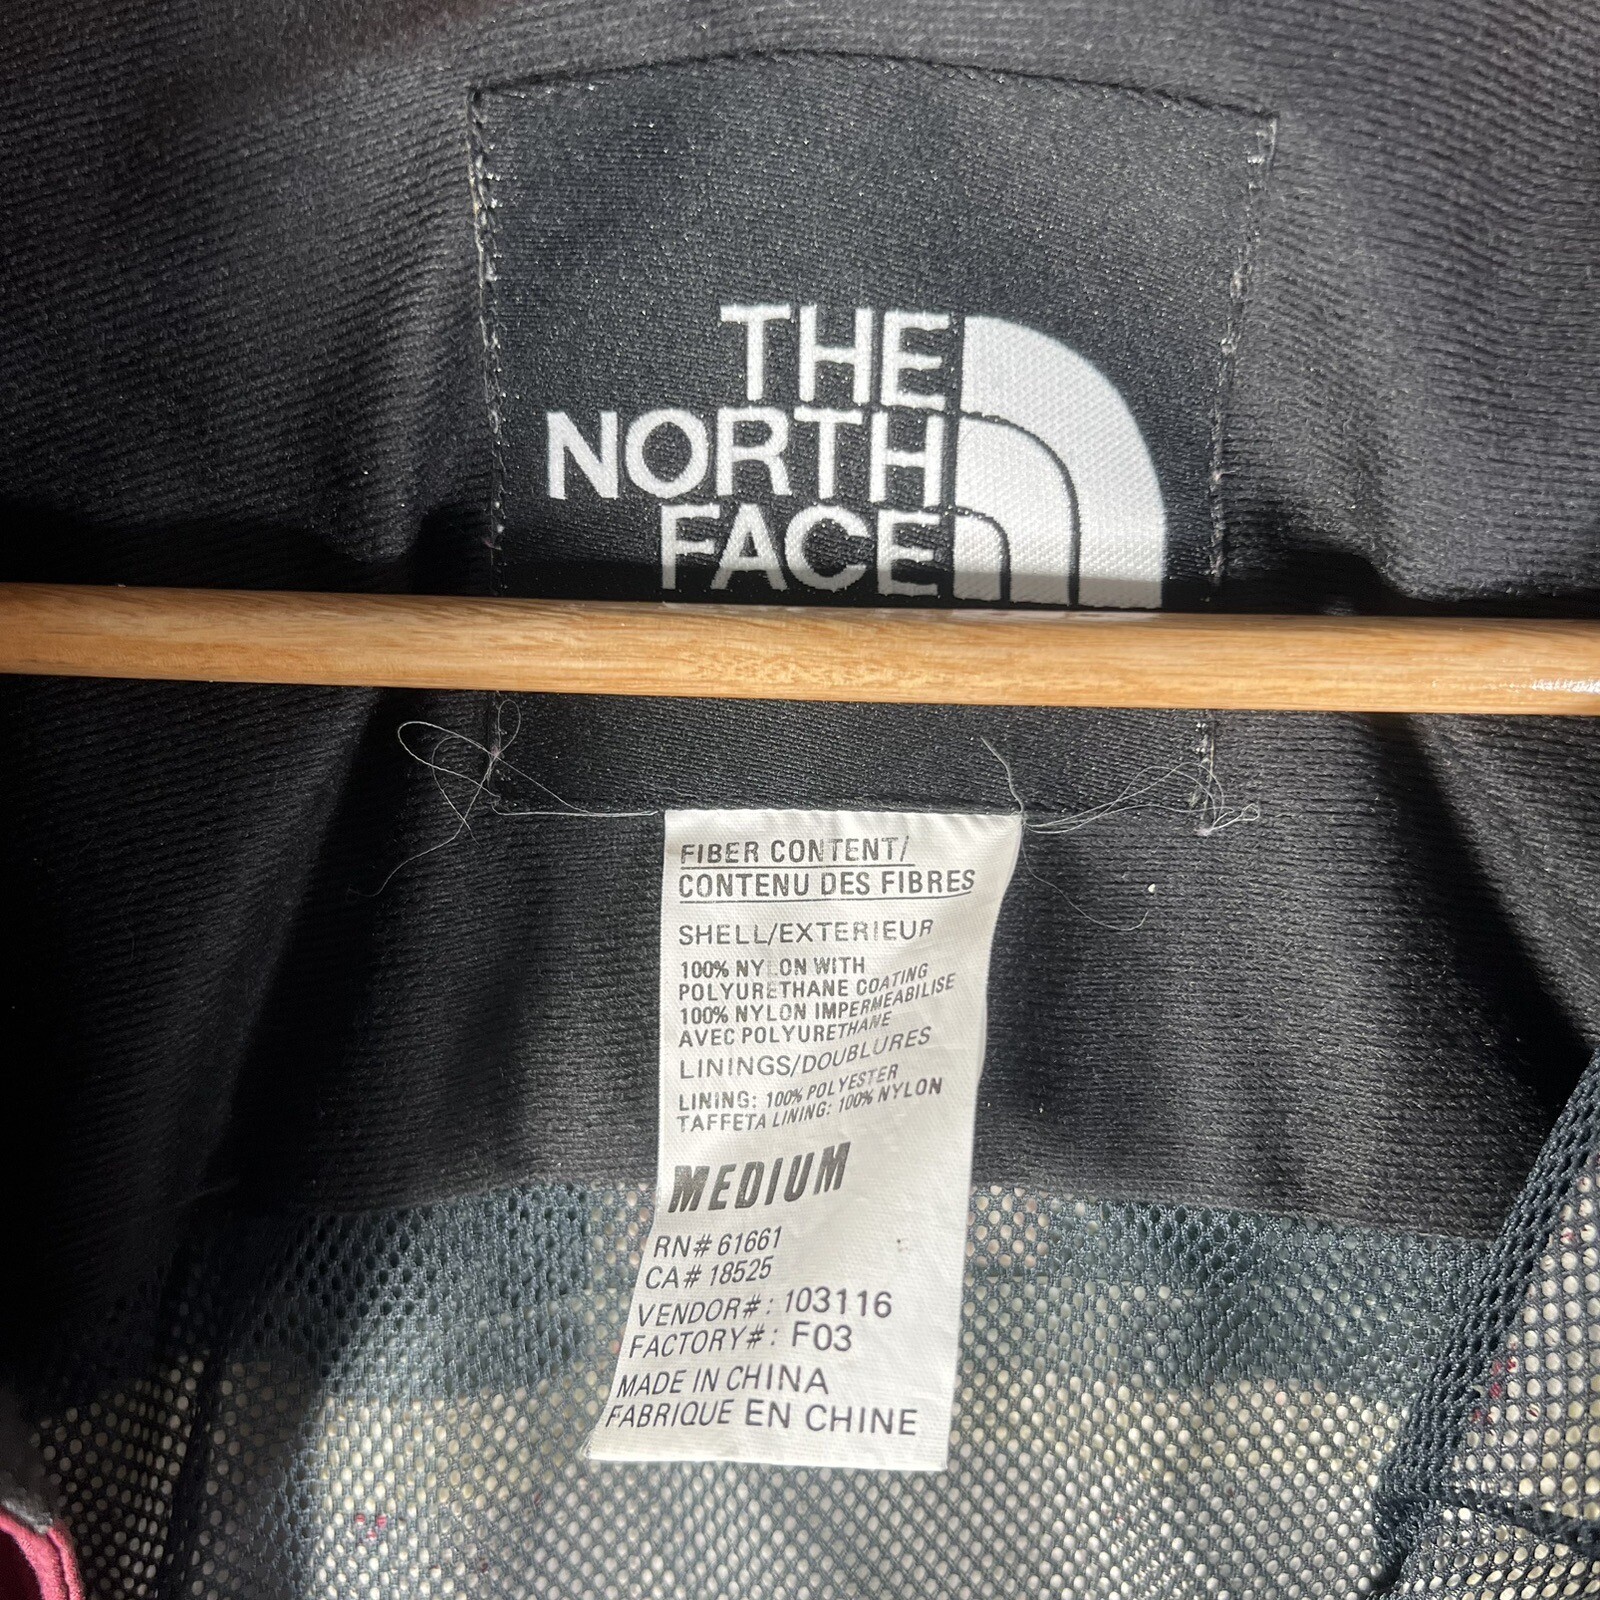 THE
NORTH
FACE
FIBER CONTENT/
CONTENU DES FIBRES
SHELL/EXTERIEUR
100% NYLON WITH
POLYURETHANE COATING
100% NYLON IMPERMEABILISE
AVEC POLYURETHANE
LININGS/DOUBLURES
LINING: 100% POLYESTER
TAFFETA LINING: 100% NYLON
MEDIUM
RN# 61661
CA# 18525
VENDOR#: 103116
FACTORY#: F03
MADE IN CHINA
FABRIQUE EN CHINE